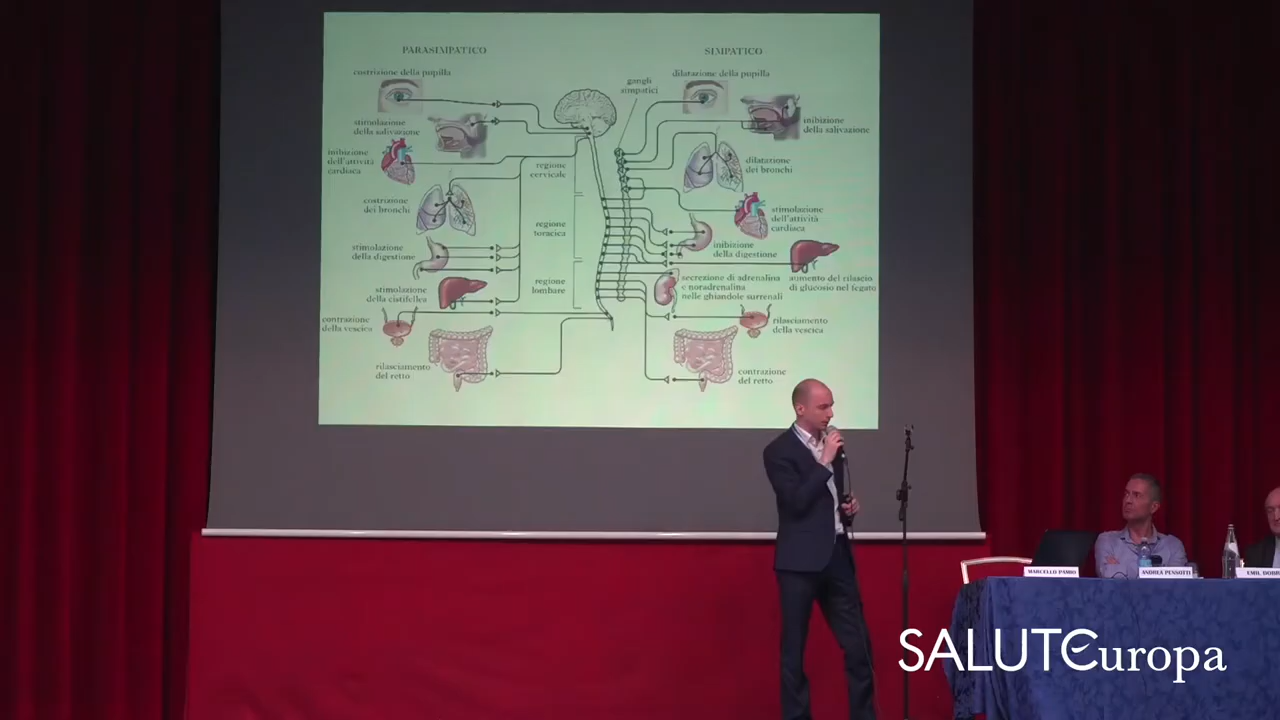 PARASIMPATICO
costrizione della pupilla
stimolazione
della salivazione
inibizione
dell'attività
cardiaca
costrizione
dei bronchi
stimolazione
della digestione
stimolazione
della cistifellea
contrazione
della vescica
rilasciamento
del retto
regione
cervicale
regione
toracica
regione
lombare
gangli
simpatici
SIMPATICO
dilatazione della pupilla
inibizione
della salivazione
dilatazione
dei bronchi
stimolazione
dell'attività
cardiaca
inibizione
della digestione
aumento del rilascio
di glucosio nel fegato
secrezione di adrenalina
e noradrenalina
nelle ghiandole surrenali
rilasciamento
della vescica
contrazione
del retto
ANDREA PENSOTTI
SALUTEuropa